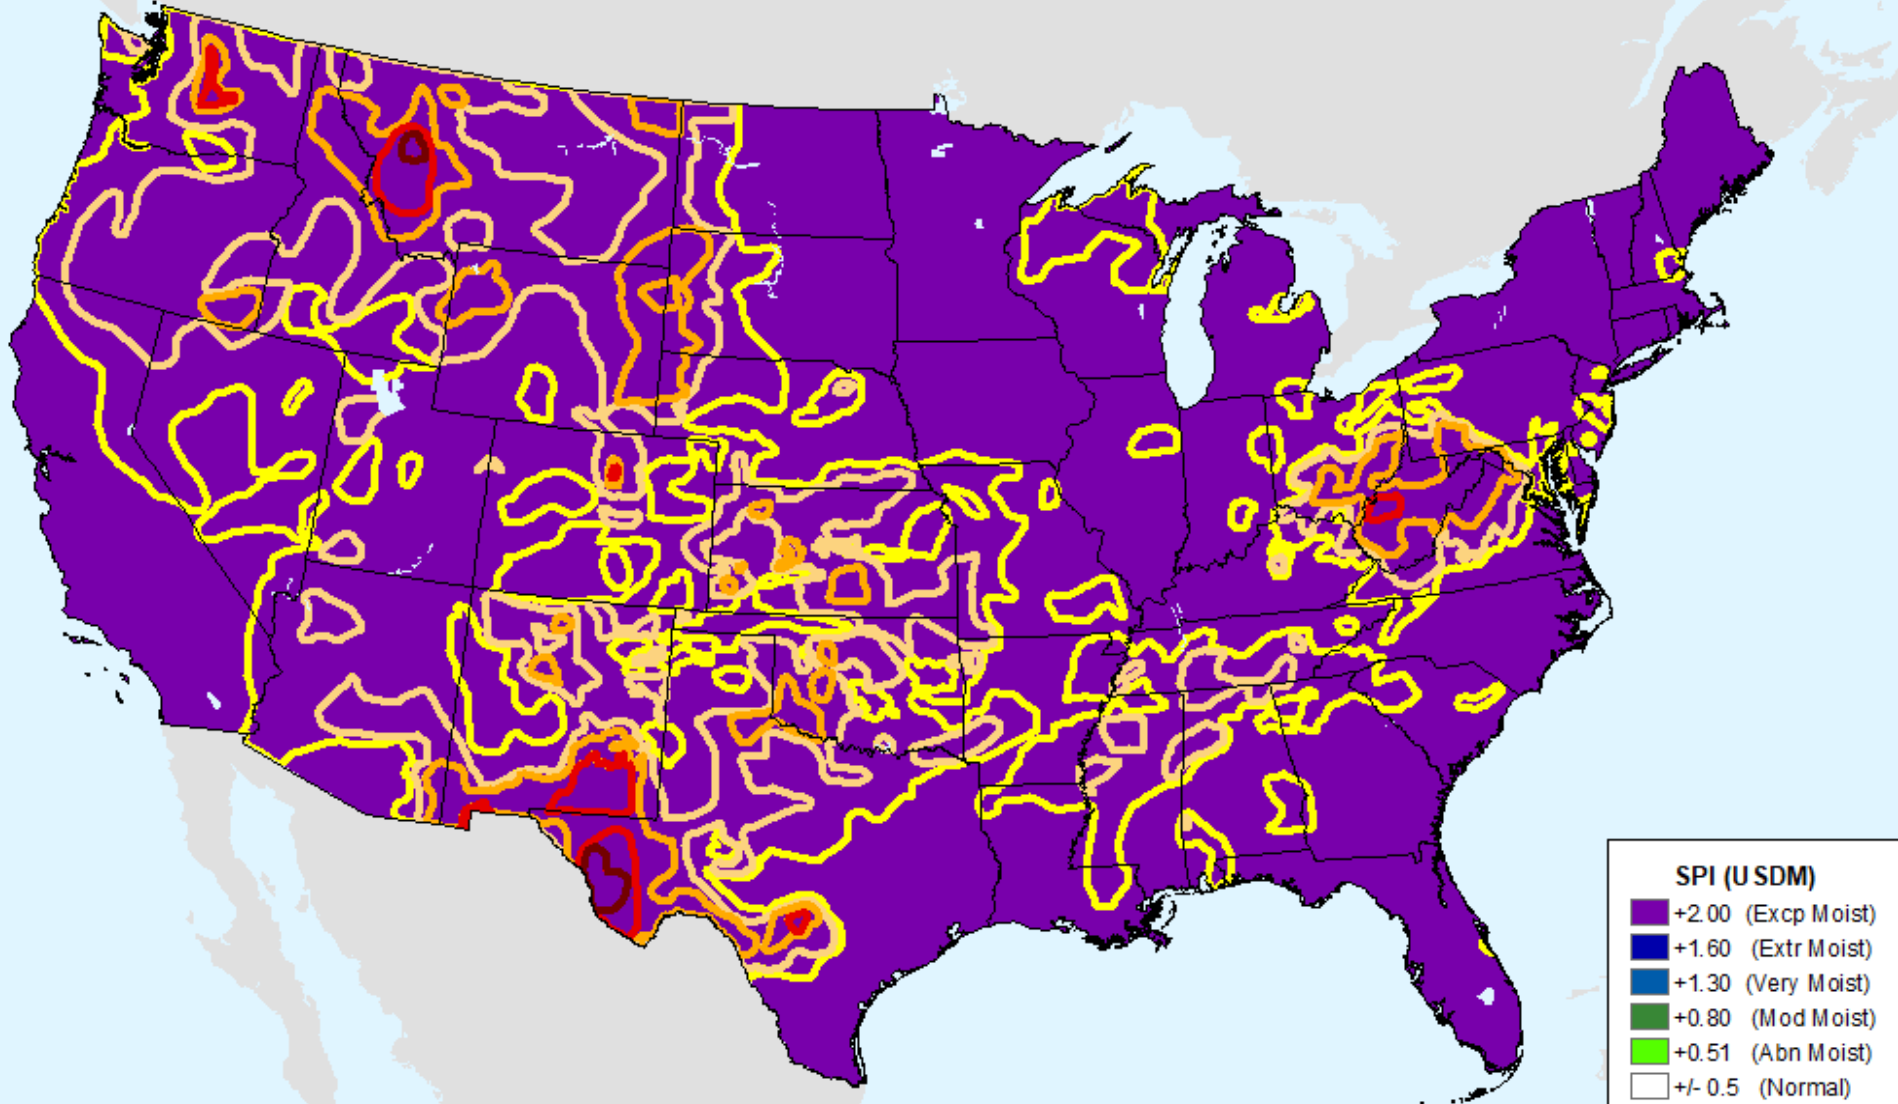 SPI (USDM)
+2.00 (Excp Moist)
+1.60 (Extr Moist)
+1.30 (Very Moist)
+0.80 (Mod Moist)
+0.51 (Abn Moist)
+/- 0.5 (Normal)